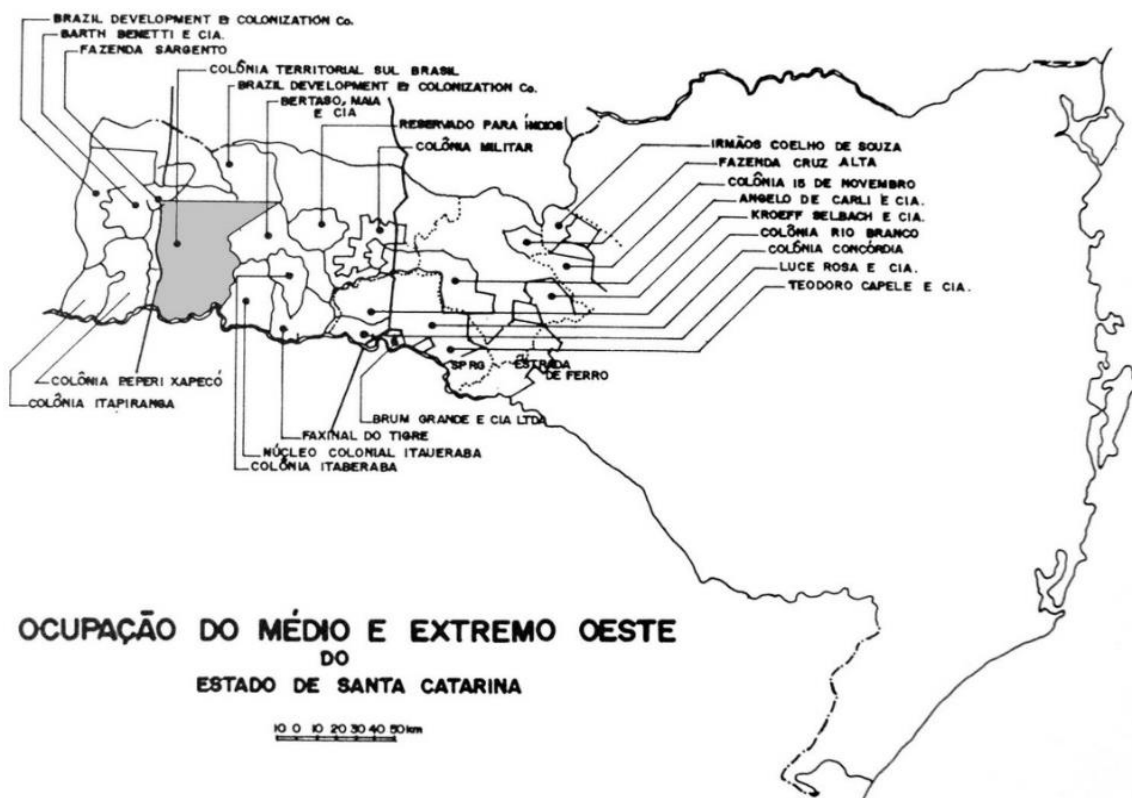 BRAZIL DEVELOPMENT & COLONIZATION Co.
BARTH BENETTI E CIA.
FAZENDA SARGENTO
COLÔNIA TERRITORIAL SUL BRASIL
BRAZIL DEVELOPMENT & COLONIZATION Co.
BERTASO, MAIA
E CIA
RESERVADO PARA ÍNDIOS
COLÔNIA MILITAR
IRMÃOS COELHO DE SOUZA
FAZENDA CRUZ ALTA
COLÔNIA 15 DE NOVEMBRO
ANGELO DE CARLI E CIA.
KROEFF SELBACH E CIA.
COLÔNIA RIO BRANCO
COLÔNIA CONCÓRDIA
LUCE ROSA E CIA.
TEODORO CAPELE E CIA.
SPRG
ESTRADA
DE FERRO
COLÔNIA PEPERI XAPECÓ
COLÔNIA ITAPIRANGA
BRUM GRANDE E CIA LTDA
FAXINAL DO TIGRE
NÚCLEO COLONIAL ITAUERABA
COLÔNIA ITABERABA
OCUPAÇÃO DO MÉDIO E EXTREMO OESTE
DO
ESTADO DE SANTA CATARINA
10 0 10 20 30 40 50 km